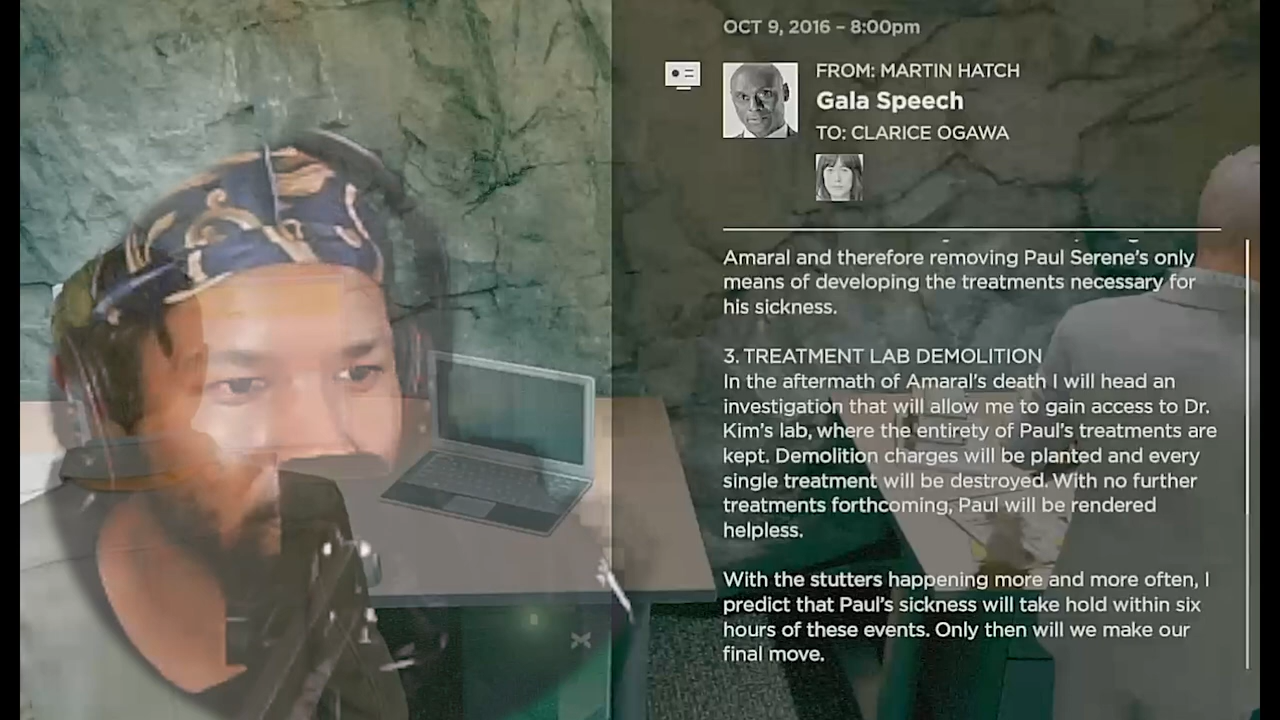 OCT 9, 2016 – 8:00pm
FROM: MARTIN HATCH
Gala Speech
TO: CLARICE OGAWA
Amaral and therefore removing Paul Serene's only
means of developing the treatments necessary for
his sickness.
3. TREATMENT LAB DEMOLITION
In the aftermath of Amaral's death I will head an
investigation that will allow me to gain access to Dr.
Kim's lab, where the entirety of Paul's treatments are
kept. Demolition charges will be planted and every
single treatment will be destroyed. With no further
treatments forthcoming, Paul will be rendered
helpless.
With the stutters happening more and more often, I
predict that Paul's sickness will take hold within six
hours of these events. Only then will we make our
final move.